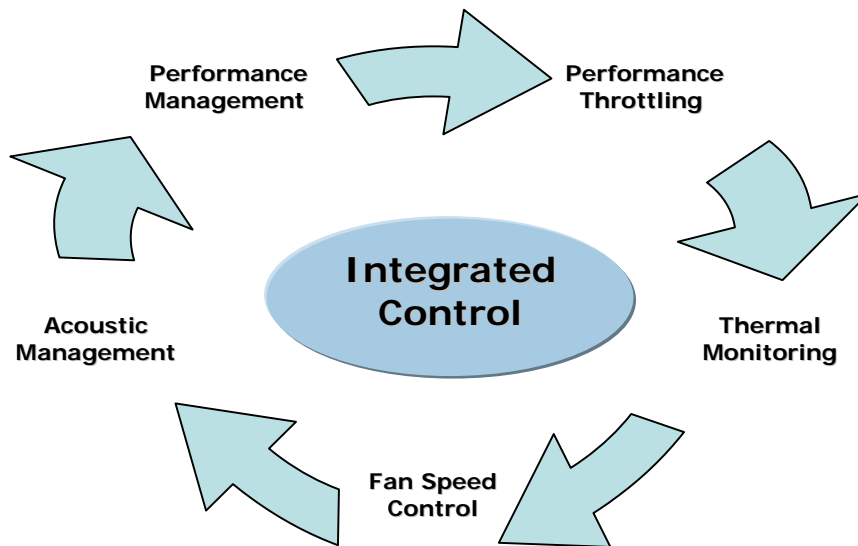 Performance
Management
Performance
Throttling
Integrated
Control
Acoustic
Management
Thermal
Monitoring
Fan Speed
Control